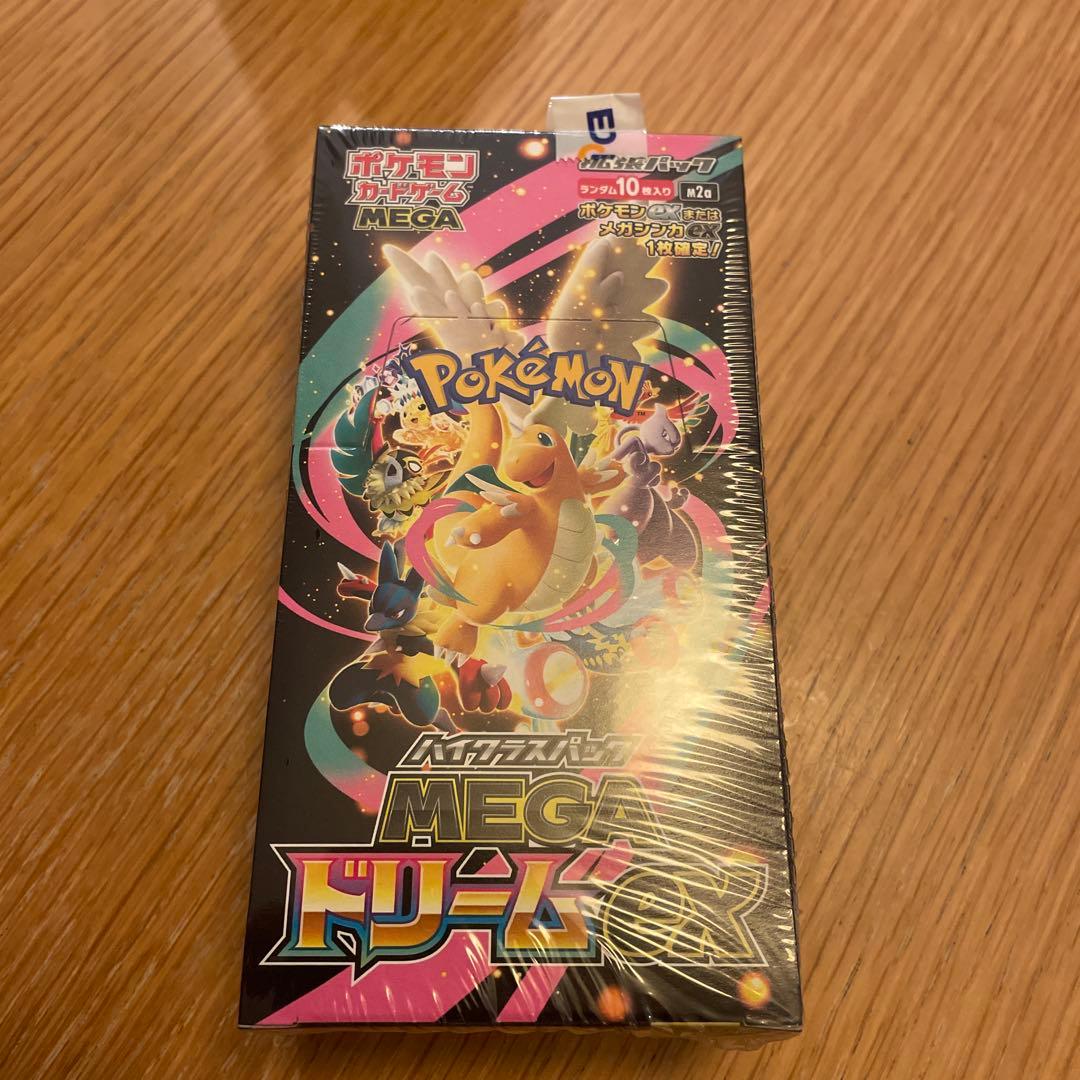 ポケモン
カードゲーム
MEGA
拡張パック
ランダム10枚入り
M2a
ポケモンexまたは
メガシンカex
1枚確定!
POKÉMON
TM
ハイクラスパック
MEGA
ドリームex